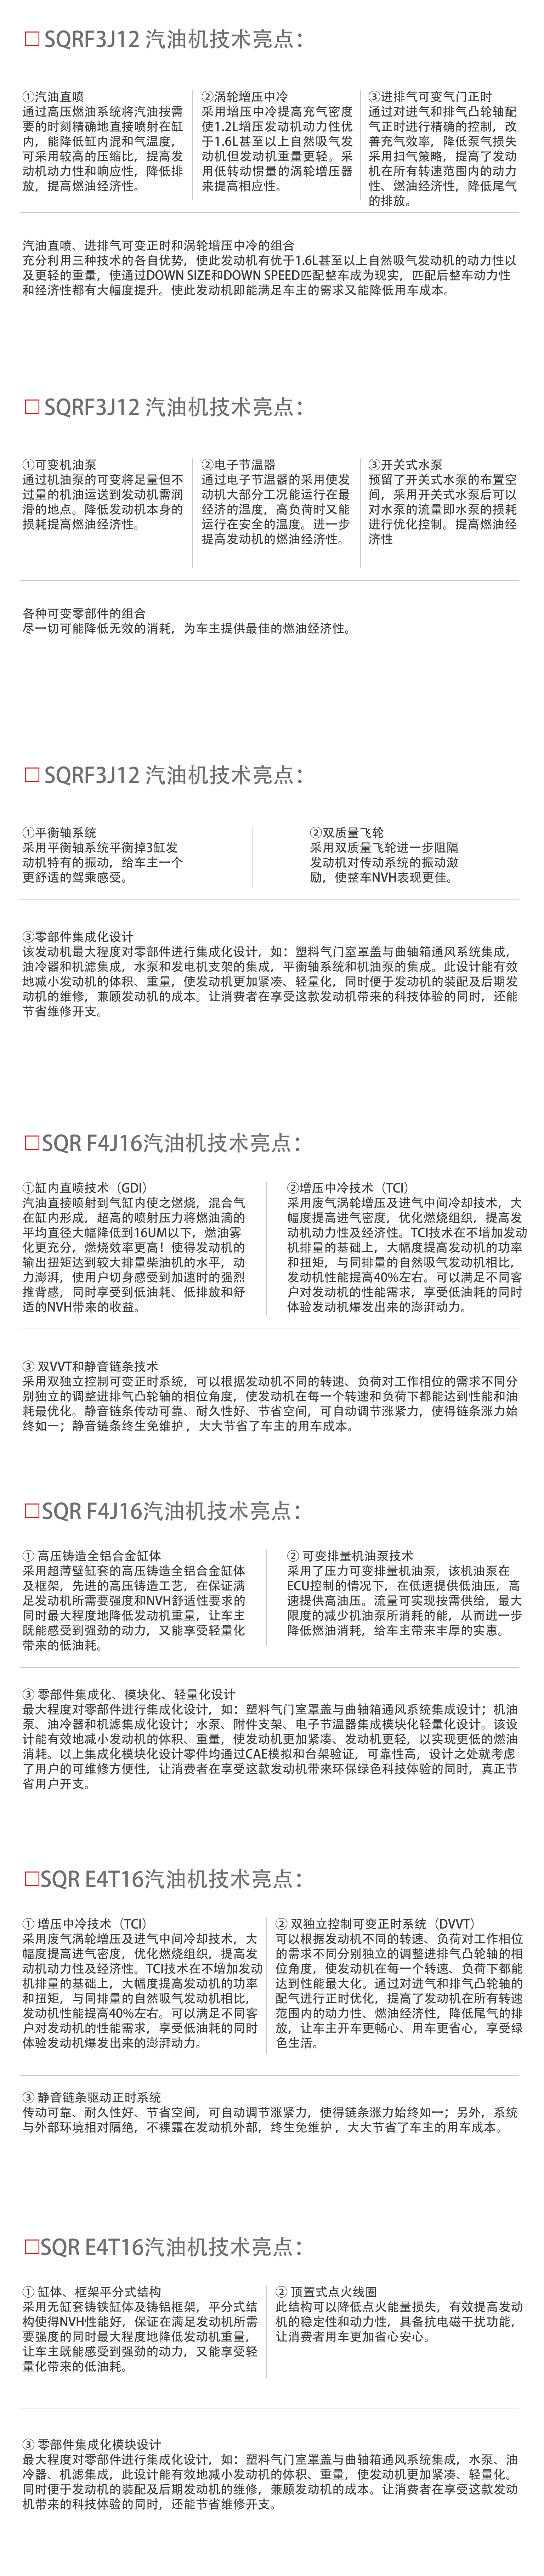 SQRF3J12 汽油机技术亮点：
①汽油直喷
通过高压燃油系统将汽油按需
要的时刻精确地直接喷射在缸
内，能降低缸内混和气温度，
可采用较高的压缩比，提高发
动机动力性和响应性，降低排
放，提高燃油经济性。
②涡轮增压中冷
采用增压中冷提高充气密度
使1.2L增压发动机动力性优
于1.6L甚至以上自然吸气发
动机但发动机重量更轻。采
用低转动惯量的涡轮增压器
来提高相应性。
③进排气可变气门正时
通过对进气和排气凸轮轴配
气正时进行精确的控制，改
善充气效率，降低泵气损失
采用扫气策略，提高了发动
机在所有转速范围内的动力
性、燃油经济性，降低尾气
的排放。
汽油直喷、进排气可变正时和涡轮增压中冷的组合
充分利用三种技术的各自优势，使此发动机有优于1.6L甚至以上自然吸气发动机的动力性以
及更轻的重量，使通过DOWN SIZE和DOWN SPEED匹配整车成为现实，匹配后整车动力性
和经济性都有大幅度提升。使此发动机即能满足车主的需求又能降低用车成本。
SQRF3J12 汽油机技术亮点：
①可变机油泵
通过机油泵的可变将足量但不
过量的机油运送到发动机需润
滑的地点。降低发动机本身的
损耗提高燃油经济性。
②电子节温器
通过电子节温器的采用使发
动机大部分工况能运行在最
经济的温度，高负荷时又能
运行在安全的温度。进一步
提高发动机的燃油经济性。
③开关式水泵
预留了开关式水泵的布置空
间，采用开关式水泵后可以
对水泵的流量即水泵的损耗
进行优化控制。提高燃油经
济性
各种可变零部件的组合
尽一切可能降低无效的消耗，为车主提供最佳的燃油经济性。
SQRF3J12 汽油机技术亮点：
①平衡轴系统
采用平衡轴系统平衡掉3缸发
动机特有的振动，给车主一个
更舒适的驾乘感受。
②双质量飞轮
采用双质量飞轮进一步阻隔
发动机对传动系统的振动激
励，使整车NVH表现更佳。
③零部件集成化设计
该发动机最大程度对零部件进行集成化设计，如：塑料气门室罩盖与曲轴箱通风系统集成，
油冷器和机滤集成，水泵和发电机支架的集成，平衡轴系统和机油泵的集成。此设计能有效
地减小发动机的体积、重量，使发动机更加紧凑、轻量化，同时便于发动机的装配及后期发
动机的维修，兼顾发动机的成本。让消费者在享受这款发动机带来的科技体验的同时，还能
节省维修开支。
SQR F4J16汽油机技术亮点：
①缸内直喷技术（GDI）
汽油直接喷射到气缸内使之燃烧，混合气
在缸内形成，超高的喷射压力将燃油滴的
平均直径大幅降低到16UM以下，燃油雾
化更充分，燃烧效率更高！使得发动机的
输出扭矩达到较大排量柴油机的水平，动
力澎湃，使用户切身感受到加速时的强烈
推背感，同时享受到低油耗、低排放和舒
适的NVH带来的收益。
②增压中冷技术（TCI）
采用废气涡轮增压及进气中间冷却技术，大
幅度提高进气密度，优化燃烧组织，提高发
动机动力性及经济性。TCI技术在不增加发动
机排量的基础上，大幅度提高发动机的功率
和扭矩，与同排量的自然吸气发动机相比，
发动机性能提高40%左右。可以满足不同客
户对发动机的性能需求，享受低油耗的同时
体验发动机爆发出来的澎湃动力。
③ 双VVT和静音链条技术
采用双独立控制可变正时系统，可以根据发动机不同的转速、负荷对工作相位的需求不同分
别独立的调整进排气凸轮轴的相位角度，使发动机在每一个转速和负荷下都能达到性能和油
耗最优化。静音链条传动可靠、耐久性好、节省空间，可自动调节涨紧力，使得链条涨力始
终如一；静音链条终生免维护，大大节省了车主的用车成本。
SQR F4J16汽油机技术亮点：
① 高压铸造全铝合金缸体
采用超薄壁缸套的高压铸造全铝合金缸体
及框架，先进的高压铸造工艺，在保证满
足发动机所需要强度和NVH舒适性要求的
同时最大程度地降低发动机重量，让车主
既能感受到强劲的动力，又能享受轻量化
带来的低油耗。
② 可变排量机油泵技术
采用了压力可变排量机油泵，该机油泵在
ECU控制的情况下，在低速提供低油压，高
速提供高油压。流量可实现按需供给，最大
限度的减少机油泵所消耗的能，从而进一步
降低燃油消耗，给车主带来丰厚的实惠。
③ 零部件集成化、模块化、轻量化设计
最大程度对零部件进行集成化设计，如：塑料气门室罩盖与曲轴箱通风系统集成设计；机油
泵、油冷器和机滤集成化设计；水泵、附件支架、电子节温器集成模块化轻量化设计。该设
计能有效地减小发动机的体积、重量，使发动机更加紧凑、发动机更轻，以实现更低的燃油
消耗。以上集成化模块化设计零件均通过CAE模拟和台架验证，可靠性高，设计之处就考虑
了用户的可维修方便性，让消费者在享受这款发动机带来环保绿色科技体验的同时，真正节
省用户开支。
SQR E4T16汽油机技术亮点：
① 增压中冷技术（TCI）
采用废气涡轮增压及进气中间冷却技术，大
幅度提高进气密度，优化燃烧组织，提高发
动机动力性及经济性。TCI技术在不增加发动
机排量的基础上，大幅度提高发动机的功率
和扭矩，与同排量的自然吸气发动机相比，
发动机性能提高40%左右。可以满足不同客
户对发动机的性能需求，享受低油耗的同时
体验发动机爆发出来的澎湃动力。
② 双独立控制可变正时系统（DVVT）
可以根据发动机不同的转速、负荷对工作相位
的需求不同分别独立的调整进排气凸轮轴的相
位角度，使发动机在每一个转速、负荷下都能
达到性能最大化。通过对进气和排气凸轮轴的
配气进行正时优化，提高了发动机在所有转速
范围内的动力性、燃油经济性，降低尾气的排
放，让车主开车更畅心、用车更省心，享受绿
色生活。
③ 静音链条驱动正时系统
传动可靠、耐久性好、节省空间，可自动调节涨紧力，使得链条涨力始终如一；另外，系统
与外部环境相对隔绝，不裸露在发动机外部，终生免维护，大大节省了车主的用车成本。
SQR E4T16汽油机技术亮点：
① 缸体、框架平分式结构
采用无缸套铸铁缸体及铸铝框架，平分式结
构使得NVH性能好，保证在满足发动机所需
要强度的同时最大程度地降低发动机重量，
让车主既能感受到强劲的动力，又能享受轻
量化带来的低油耗。
② 顶置式点火线圈
此结构可以降低点火能量损失，有效提高发动
机的稳定性和动力性，具备抗电磁干扰功能，
让消费者用车更加省心安心。
③ 零部件集成化模块设计
最大程度对零部件进行集成化设计，如：塑料气门室罩盖与曲轴箱通风系统集成，水泵、油
冷器、机滤集成，此设计能有效地减小发动机的体积、重量，使发动机更加紧凑、轻量化。
同时便于发动机的装配及后期发动机的维修，兼顾发动机的成本。让消费者在享受这款发动
机带来的科技体验的同时，还能节省维修开支。